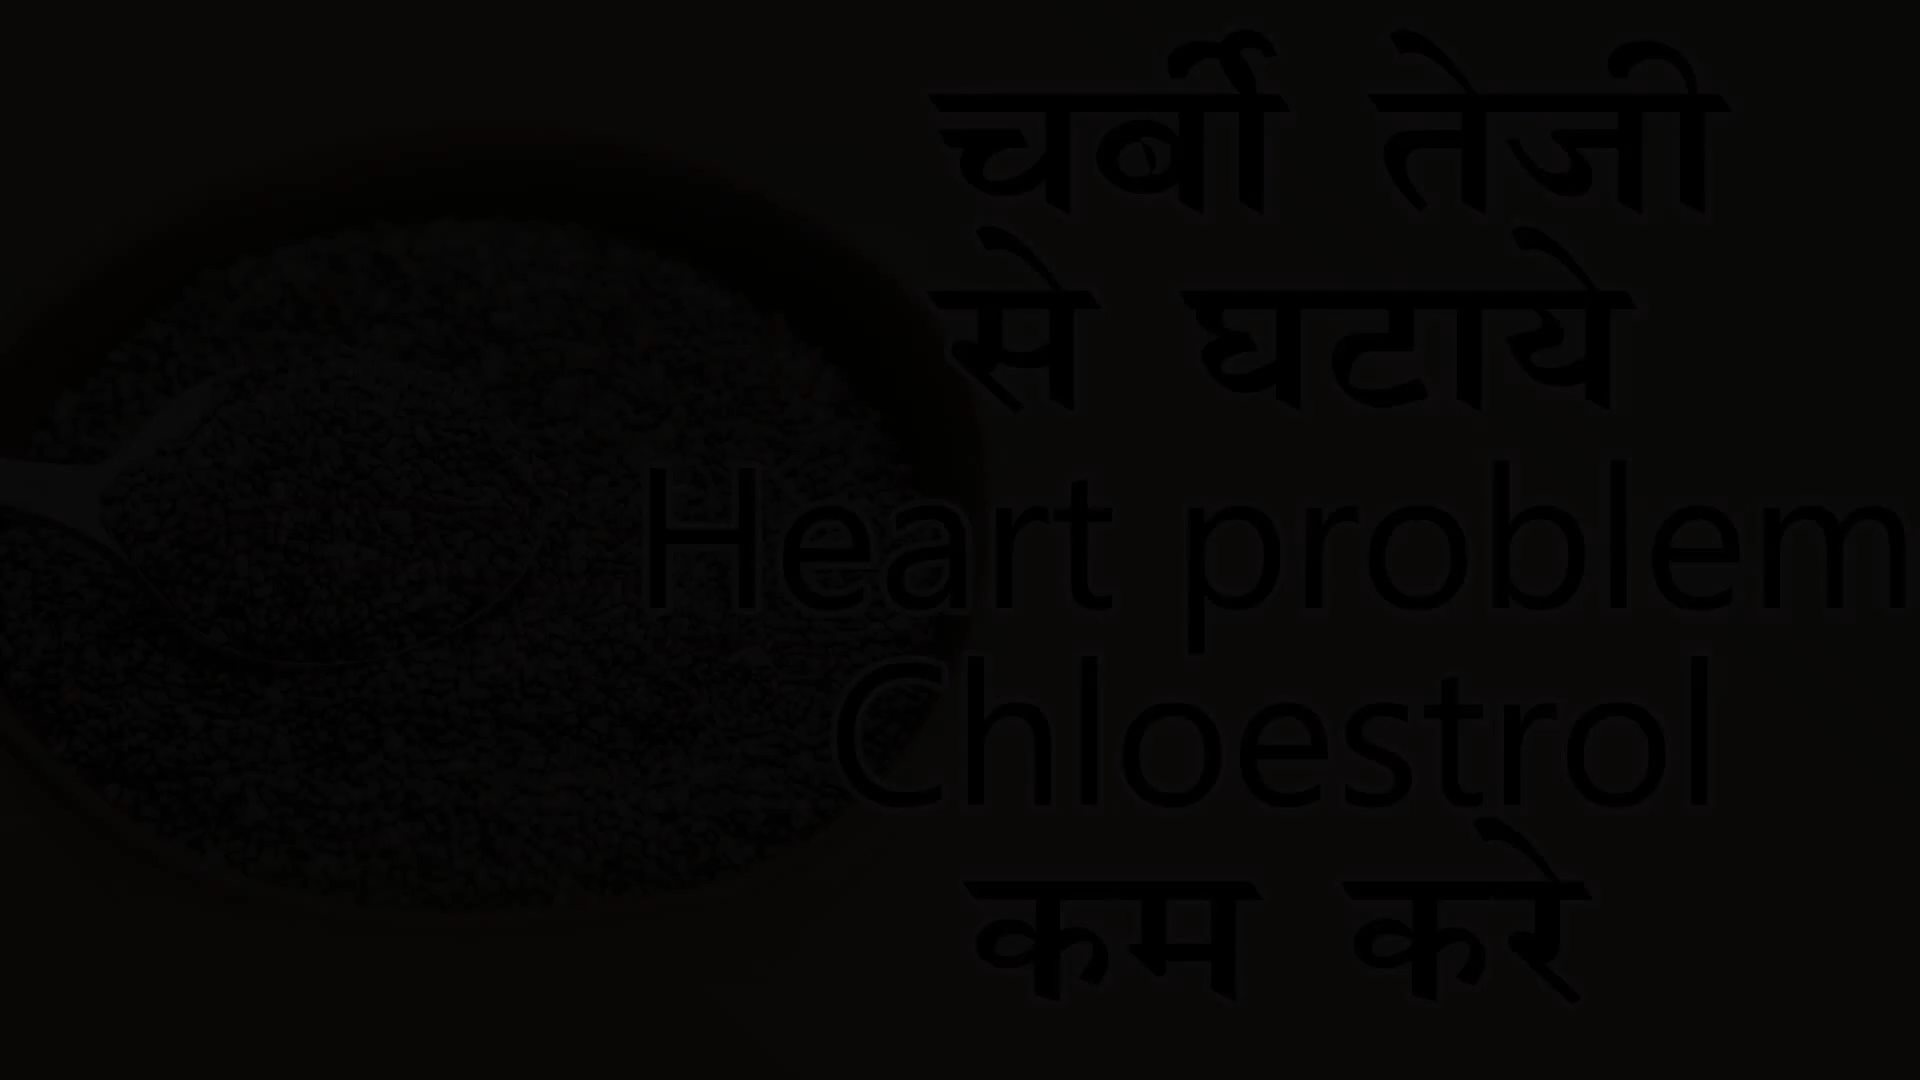 चर्बी तेजी
से घटाये
Heart problem
Chloestrol
कम करे